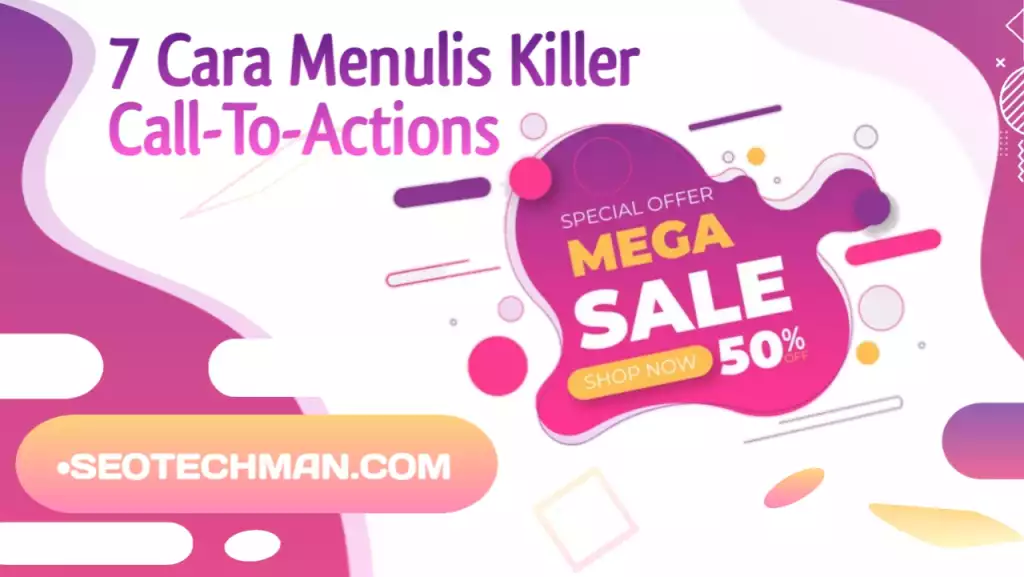 7 Cara Menulis Killer
Call-To-Actions
SPECIAL OFFER
MEGA
SALE
SHOP NOW
50%
OFF
•SEOTECHMAN.COM